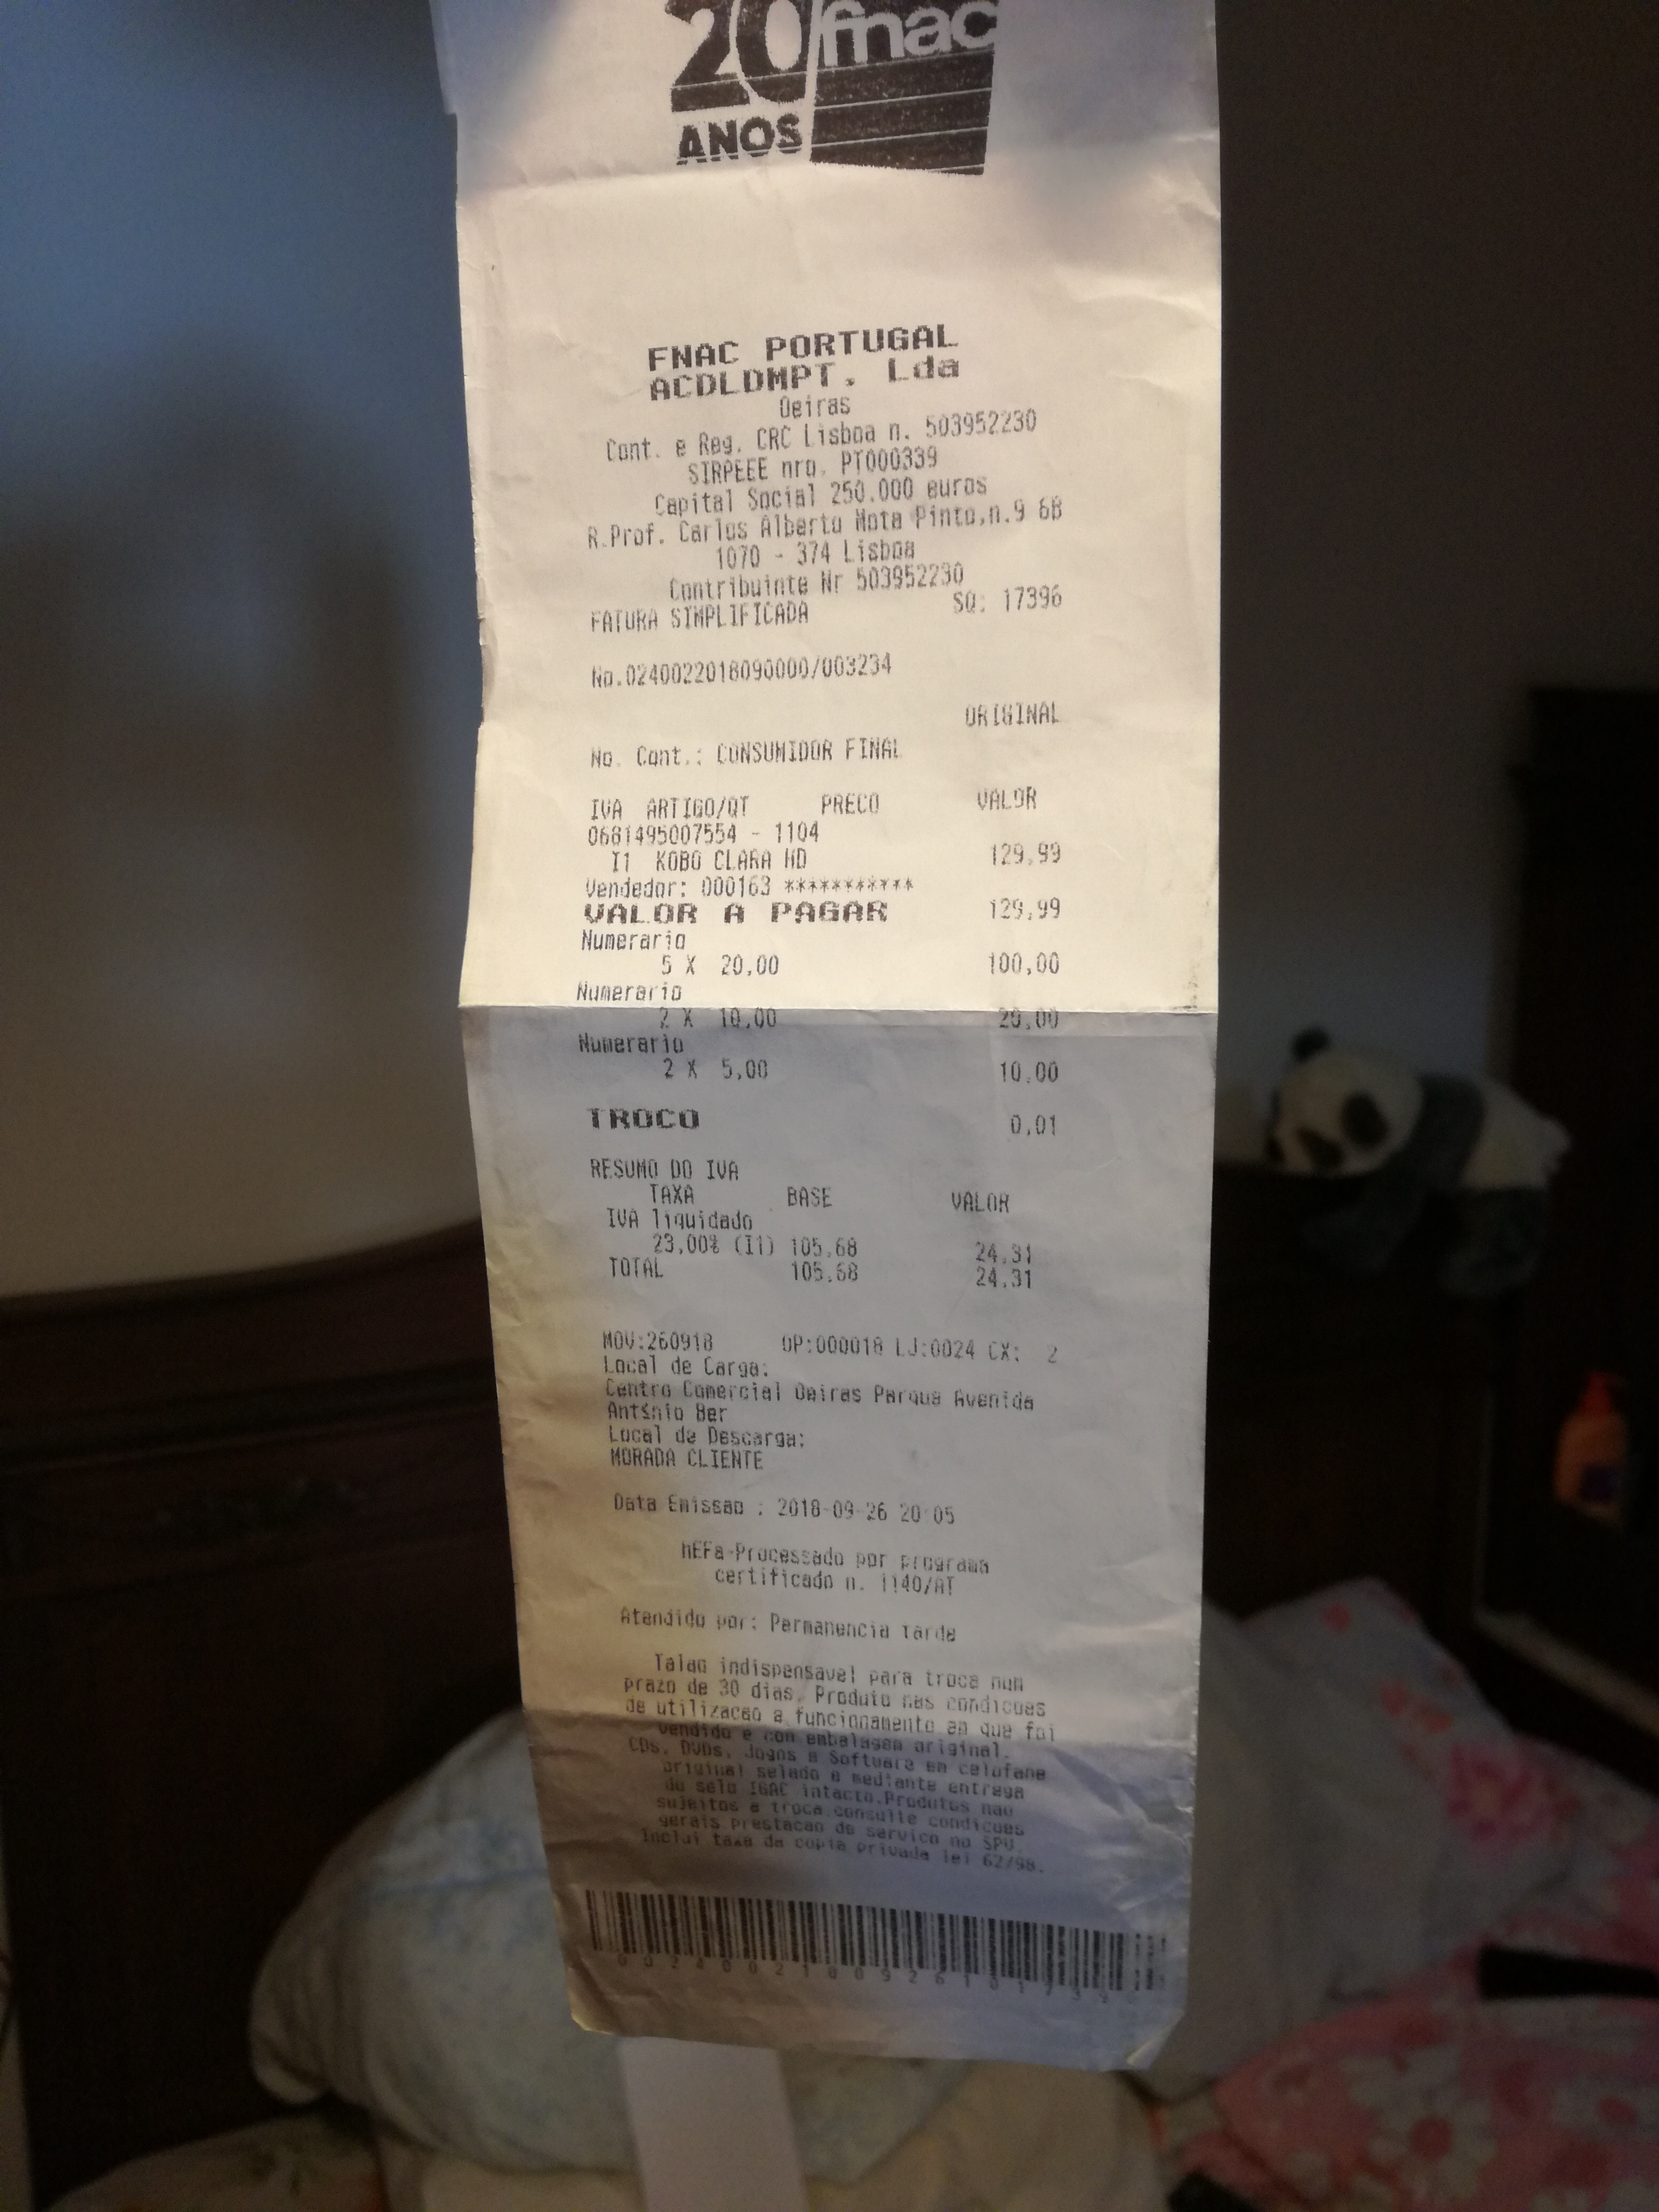 20 fnac
ANOS
FNAC PORTUGAL
ACDLDMPT. Lda
Oeiras
Cont. e Reg. CRC Lisboa n. 503952230
SIRPEEE nro. PT000339
Capital Social 250.000 euros
R.Prof. Carlos Alberto Mota Pinto,n.9 6B
1070 - 374 Lisboa
Contribuinte Nr 503952230
FATURA SIMPLIFICADA SQ: 17396
No.0240022018090000/003234
ORIGINAL
No. Cont.: CONSUMIDOR FINAL
IVA ARTIGO/QT PRECO VALOR
0681495007554 - 1104
I1 KOBO CLARA HD 129,99
Vendedor: 000163 ***********
VALOR A PAGAR 129,99
Numerario
5 X 20,00 100,00
Numerario
2 X 10,00 20,00
Numerario
2 X 5,00 10,00
TROCO 0,01
RESUMO DO IVA
TAXA BASE VALOR
IVA liquidado
23,00% (I1) 105,68 24,31
TOTAL 105,68 24,31
MOV:260918 OP:000018 LJ:0024 CX: 2
Local de Carga:
Centro Comercial Oeiras Parque Avenida
Antśnio Ber
Local de Descarga:
MORADA CLIENTE
Data Emissao : 2018-09-26 20:05
hEFa-Processado por programa
certificado n. 1140/AT
Atendido por: Permanencia Tarde
Talao indispensavel para troca num
prazo de 30 dias. Produto nas condicoes
de utilizacao e funcionamento em que foi
vendido e com embalagem original.
CDs, DVDs, Jogos e Software em celofane
original selado e mediante entrega
de selo IGAC intacto.Produtos nao
sujeitos a troca consulte condicoes
gerais prestacao de servico no SPV.
Inclui taxa da copia privada lei 62/98.